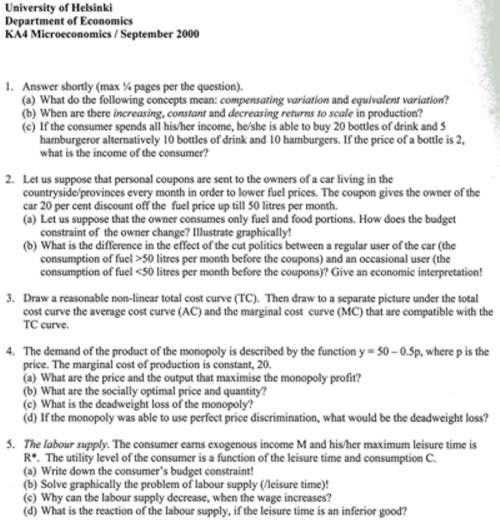 University of Helsinki
Department of Economics
KA4 Microeconomics / September 2000
1. Answer shortly (max ¼ pages per the question).
(a) What do the following concepts mean: compensating variation and equivalent variation?
(b) When are there increasing, constant and decreasing returns to scale in production?
(c) If the consumer spends all his/her income, he/she is able to buy 20 bottles of drink and 5
hamburgeror alternatively 10 bottles of drink and 10 hamburgers. If the price of a bottle is 2,
what is the income of the consumer?
2. Let us suppose that personal coupons are sent to the owners of a car living in the
countryside/provinces every month in order to lower fuel prices. The coupon gives the owner of the
car 20 per cent discount off the fuel price up till 50 litres per month.
(a) Let us suppose that the owner consumes only fuel and food portions. How does the budget
constraint of the owner change? Illustrate graphically!
(b) What is the difference in the effect of the cut politics between a regular user of the car (the
consumption of fuel >50 litres per month before the coupons) and an occasional user (the
consumption of fuel <50 litres per month before the coupons)? Give an economic interpretation!
3. Draw a reasonable non-linear total cost curve (TC). Then draw to a separate picture under the total
cost curve the average cost curve (AC) and the marginal cost curve (MC) that are compatible with the
TC curve.
4. The demand of the product of the monopoly is described by the function y = 50 – 0.5p, where p is the
price. The marginal cost of production is constant, 20.
(a) What are the price and the output that maximise the monopoly profit?
(b) What are the socially optimal price and quantity?
(c) What is the deadweight loss of the monopoly?
(d) If the monopoly was able to use perfect price discrimination, what would be the deadweight loss?
5. The labour supply. The consumer earns exogenous income M and his/her maximum leisure time is
R*. The utility level of the consumer is a function of the leisure time and consumption C.
(a) Write down the consumer's budget constraint!
(b) Solve graphically the problem of labour supply (/leisure time)!
(c) Why can the labour supply decrease, when the wage increases?
(d) What is the reaction of the labour supply, if the leisure time is an inferior good?